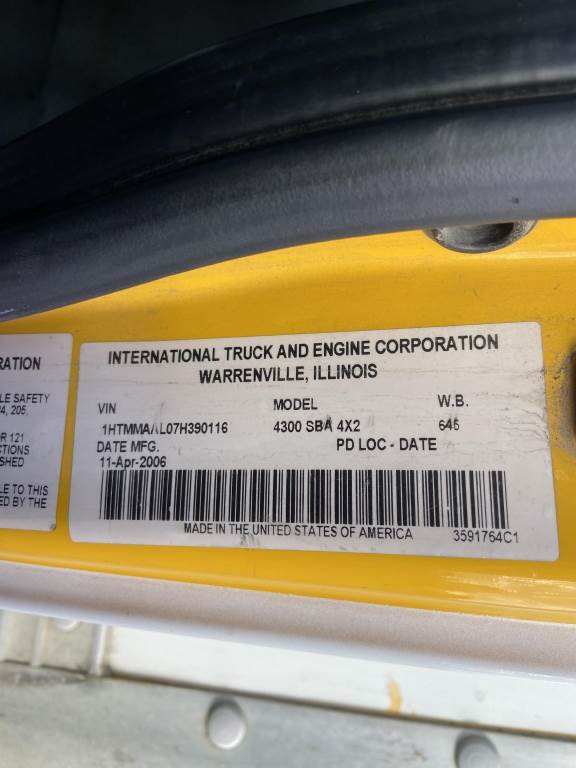 RATION
LE SAFETY
4, 205,
R 121
CTIONS
SHED
LE TO THIS
ED BY THE
INTERNATIONAL TRUCK AND ENGINE CORPORATION
WARRENVILLE, ILLINOIS
VIN MODEL W.B.
1HTMMAAL07H390116 4300 SBA 4X2 646
DATE MFG. PD LOC - DATE
11-Apr-2006
MADE IN THE UNITED STATES OF AMERICA 3591764C1